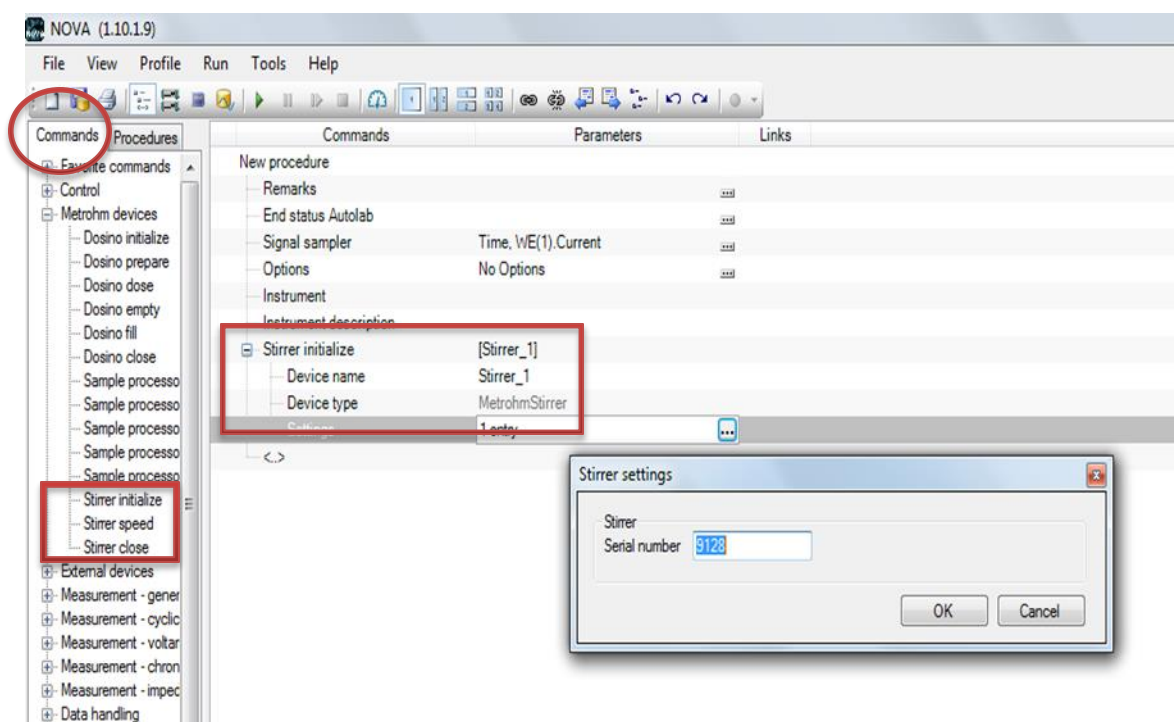 NOVA (1.10.1.9)
File View Profile Run Tools Help
Commands Procedures
Favorite commands
Control
Metrohm devices
Dosino initialize
Dosino prepare
Dosino dose
Dosino empty
Dosino fill
Dosino close
Sample processo
Sample processo
Sample processo
Sample processo
Sample processo
Stirrer initialize
Stirrer speed
Stirrer close
External devices
Measurement - gener
Measurement - cyclic
Measurement - voltar
Measurement - chron
Measurement - impec
Data handling
Commands Parameters Links
New procedure
Remarks ...
End status Autolab ...
Signal sampler Time, WE(1).Current ...
Options No Options ...
Instrument
Instrument description
Stirrer initialize [Stirrer_1]
Device name Stirrer_1
Device type MetrohmStirrer
Settings 1 entry ...
<..>
Stirrer settings
Stirrer
Serial number 9128
OK Cancel